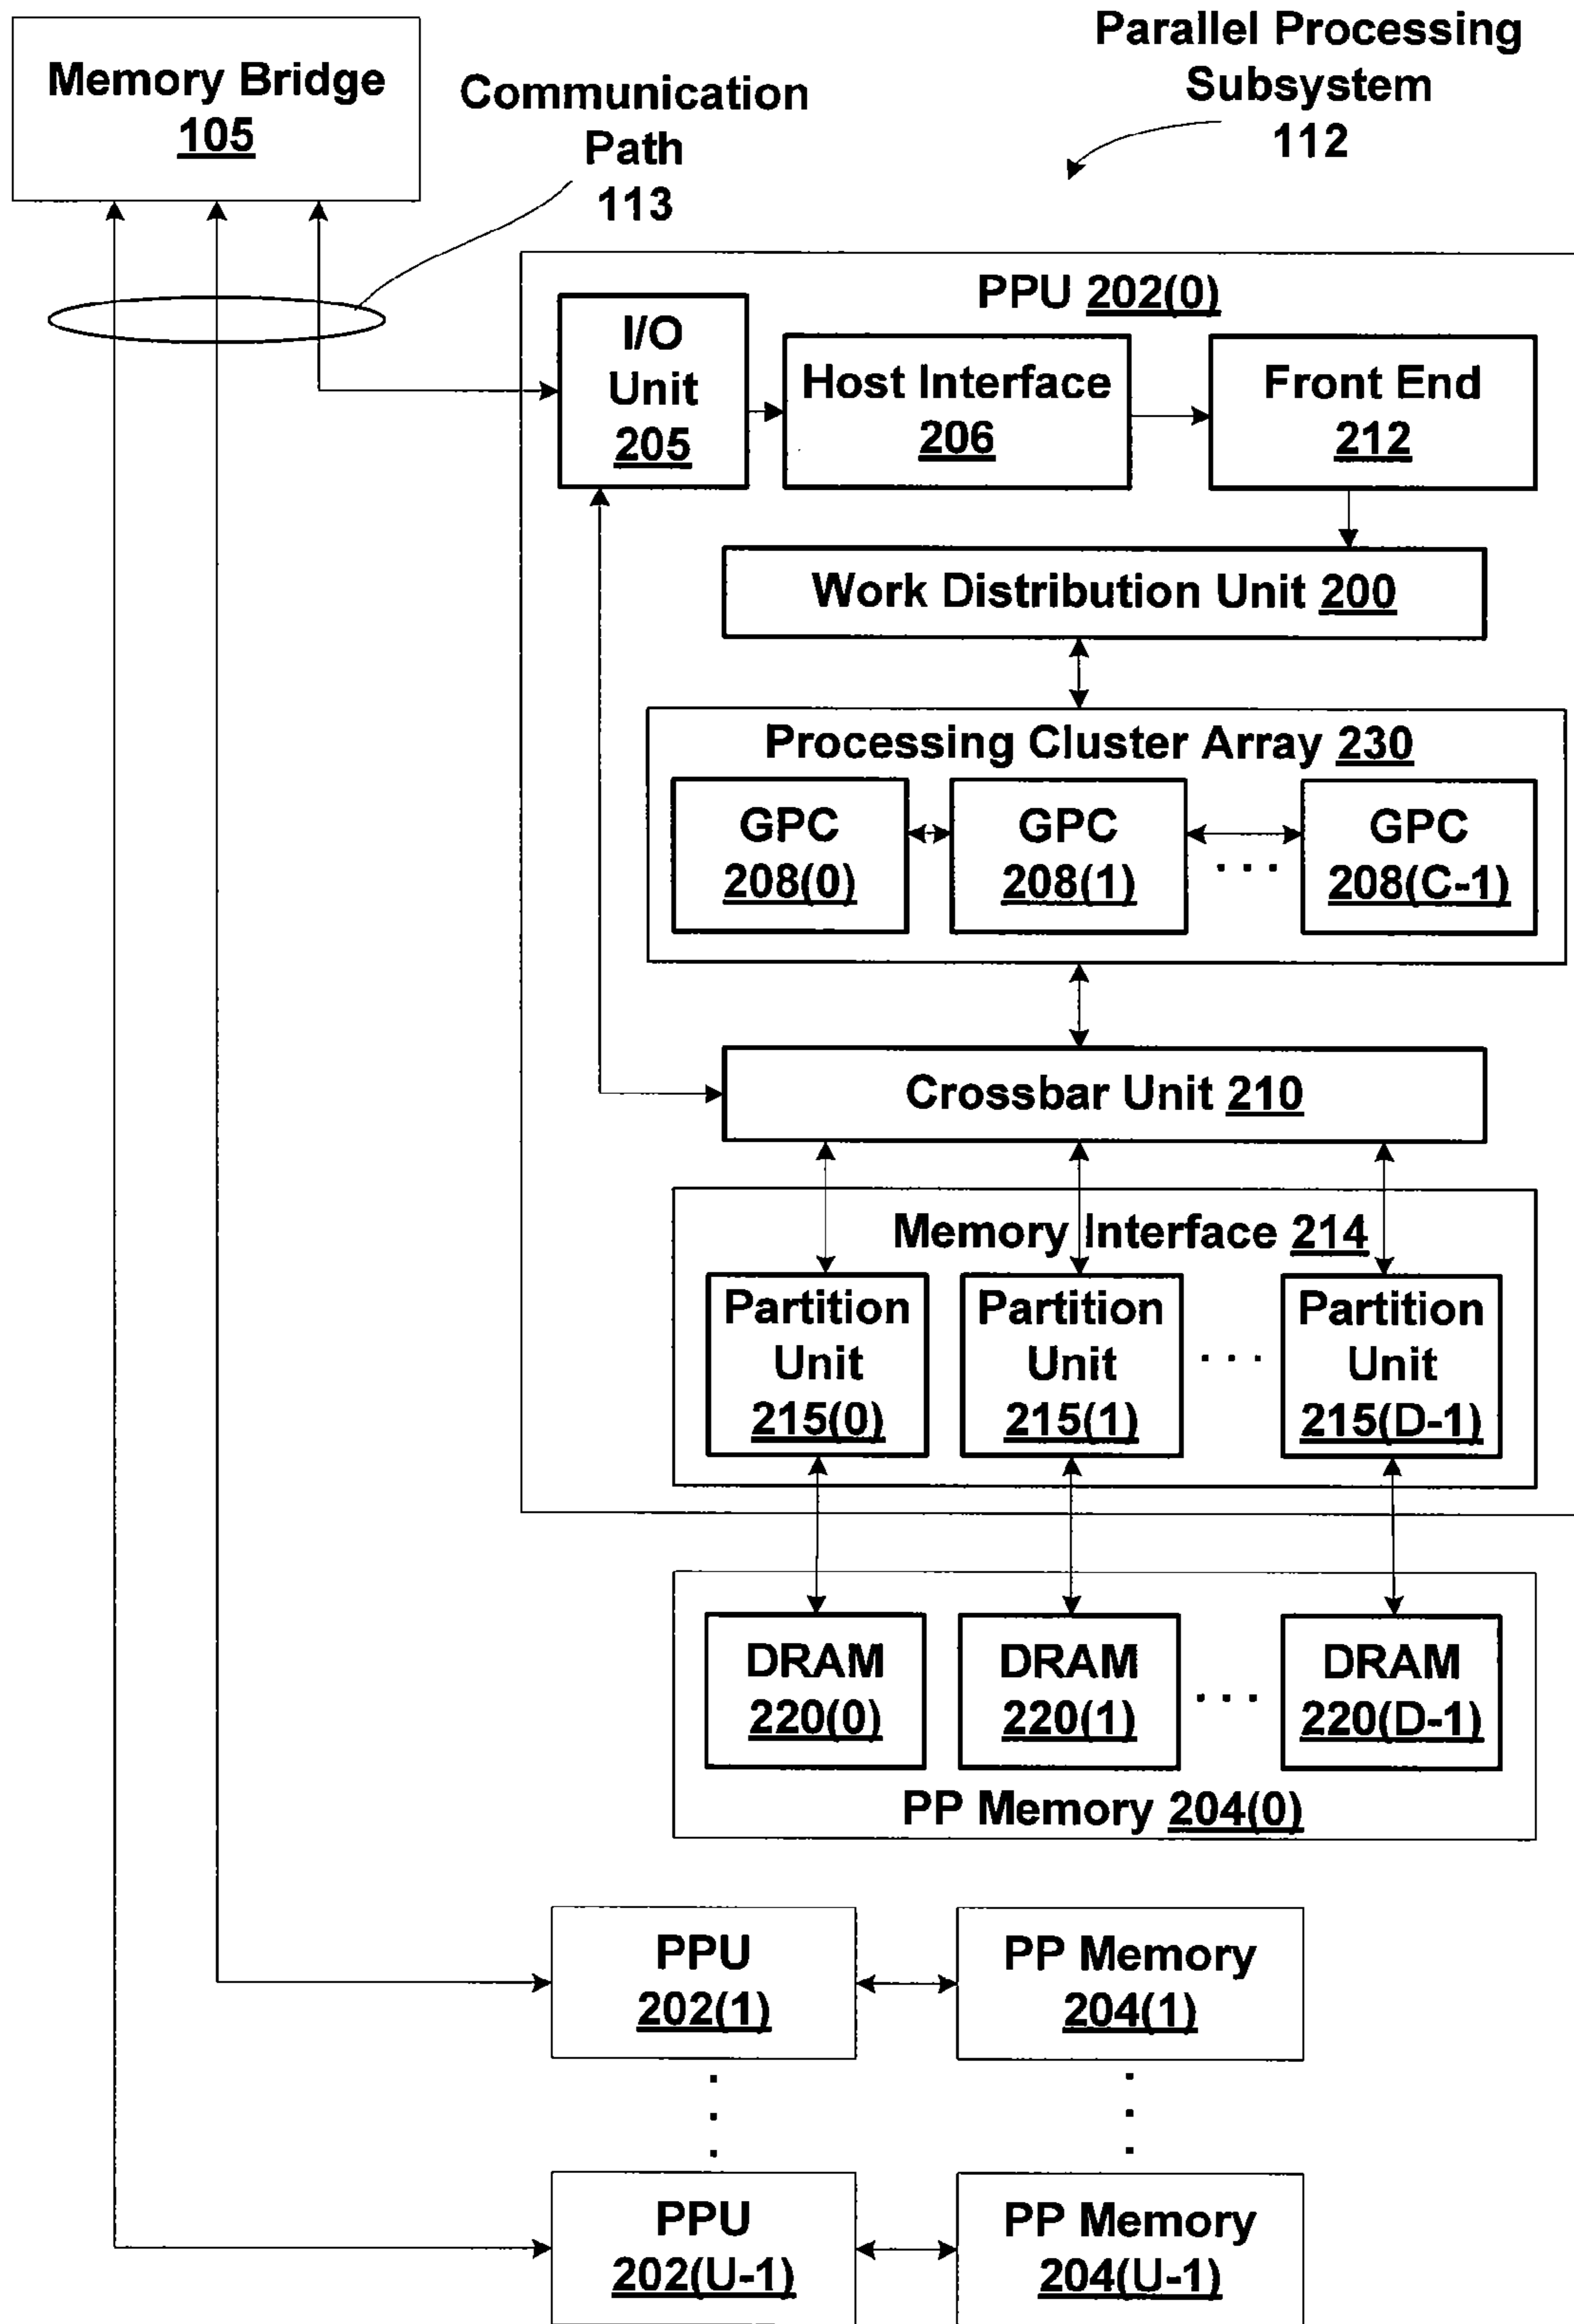 Parallel Processing
Subsystem
112
Memory Bridge
105
Communication
Path
113
PPU 202(0)
I/O
Unit
205
Host Interface
206
Front End
212
Work Distribution Unit 200
Processing Cluster Array 230
GPC
208(0)
GPC
208(1)
. . .
GPC
208(C-1)
Crossbar Unit 210
Memory Interface 214
Partition
Unit
215(0)
Partition
Unit
215(1)
. . .
Partition
Unit
215(D-1)
DRAM
220(0)
DRAM
220(1)
. . .
DRAM
220(D-1)
PP Memory 204(0)
PPU
202(1)
PP Memory
204(1)
PPU
202(U-1)
PP Memory
204(U-1)